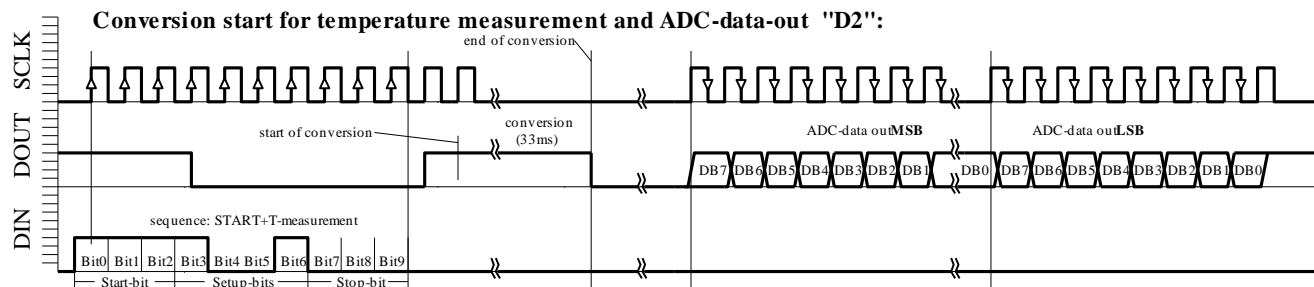 Conversion start for temperature measurement and ADC-data-out "D2":
end of conversion
SCLK
start of conversion
conversion
(33ms)
ADC-data out MSB
ADC-data out LSB
DOUT
DB7 DB6 DB5 DB4 DB3 DB2 DB1 DB0 DB7 DB6 DB5 DB4 DB3 DB2 DB1 DB0
sequence: START+T-measurement
DIN
Bit0 Bit1 Bit2 Bit3 Bit4 Bit5 Bit6 Bit7 Bit8 Bit9
Start-bit Setup-bits Stop-bit